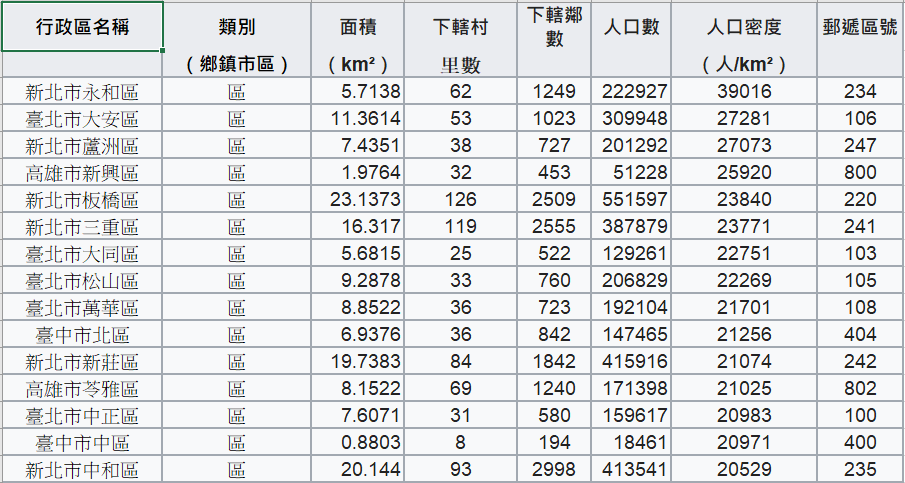 行政區名稱 類別 面積 下轄村 下轄鄰數 人口數 人口密度 郵遞區號
（鄉鎮市區） （km²） 里數 （人/km²）
新北市永和區 區 5.7138 62 1249 222927 39016 234
臺北市大安區 區 11.3614 53 1023 309948 27281 106
新北市蘆洲區 區 7.4351 38 727 201292 27073 247
高雄市新興區 區 1.9764 32 453 51228 25920 800
新北市板橋區 區 23.1373 126 2509 551597 23840 220
新北市三重區 區 16.317 119 2555 387879 23771 241
臺北市大同區 區 5.6815 25 522 129261 22751 103
臺北市松山區 區 9.2878 33 760 206829 22269 105
臺北市萬華區 區 8.8522 36 723 192104 21701 108
臺中市北區 區 6.9376 36 842 147465 21256 404
新北市新莊區 區 19.7383 84 1842 415916 21074 242
高雄市苓雅區 區 8.1522 69 1240 171398 21025 802
臺北市中正區 區 7.6071 31 580 159617 20983 100
臺中市中區 區 0.8803 8 194 18461 20971 400
新北市中和區 區 20.144 93 2998 413541 20529 235